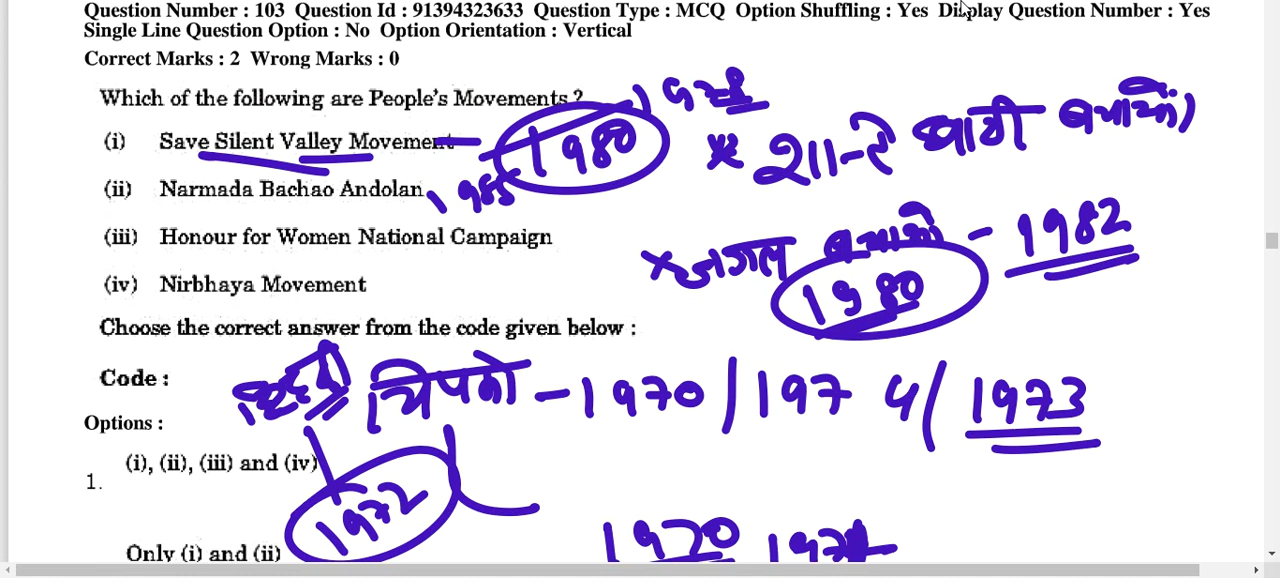 Question Number : 103 Question Id : 91394323633 Question Type : MCQ Option Shuffling : Yes Display Question Number : Yes
Single Line Question Option : No Option Orientation : Vertical
Correct Marks : 2 Wrong Marks : 0
Which of the following are People's Movements ?
(i) Save Silent Valley Movement 1980
* शान्त घाटी बचाओ
(ii) Narmada Bachao Andolan, 1985
(iii) Honour for Women National Campaign
* जंगल बचाओ - 1982
1980
(iv) Nirbhaya Movement
Choose the correct answer from the code given below :
Code :
चिपको - 1970 / 1974 / 1973
Options :
(i), (ii), (iii) and (iv)
1.
1972
Only (i) and (ii)
1970